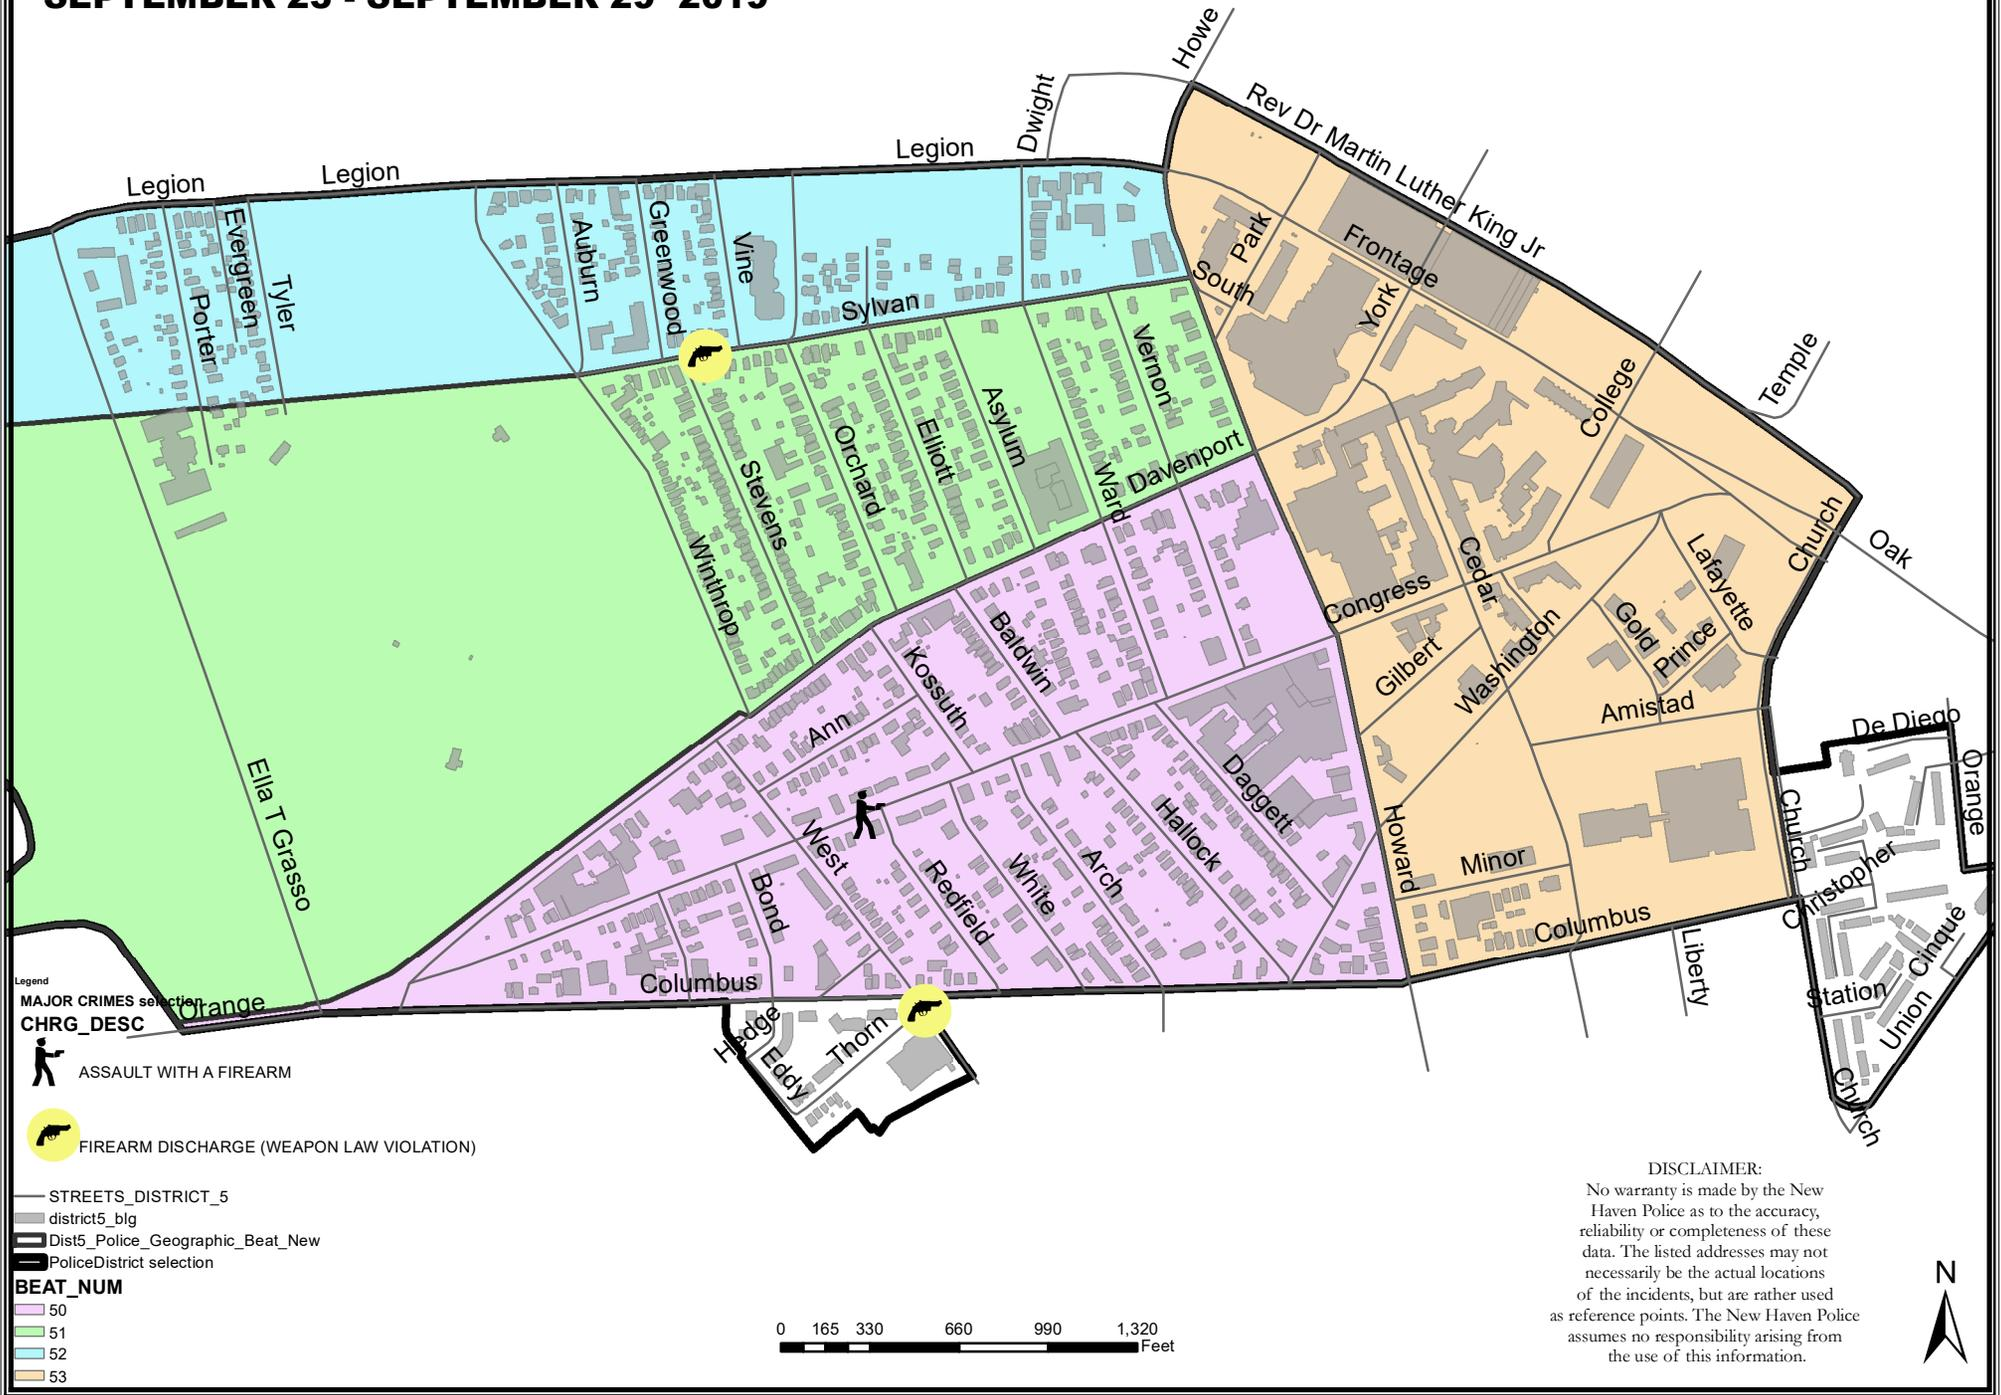 SEPTEMBER 23 - SEPTEMBER 29 2019
Howe
Rev Dr Martin Luther King Jr
Dwight
Legion
Legion
Legion
Evergreen
Porter
Tyler
Auburn
Greenwood
Vine
Sylvan
Park
South
Frontage
York
College
Temple
Vernon
Asylum
Elliott
Orchard
Stevens
Winthrop
Ward
Davenport
Church
Oak
Cedar
Congress
Lafayette
Gold
Prince
Washington
Gilbert
Amistad
Baldwin
Kossuth
Ann
Ella T Grasso
De Diego
Orange
Daggett
Hallock
Howard
Minor
Church
Christopher
West
Redfield
White
Arch
Bond
Columbus
Columbus
Liberty
Cinque
Station
Union
Church
Orange
Hedge
Eddy
Thorn
Legend
MAJOR CRIMES selection
CHRG_DESC
ASSAULT WITH A FIREARM
FIREARM DISCHARGE (WEAPON LAW VIOLATION)
STREETS_DISTRICT_5
district5_blg
Dist5_Police_Geographic_Beat_New
PoliceDistrict selection
BEAT_NUM
50
51
52
53
0 165 330 660 990 1,320
Feet
DISCLAIMER:
No warranty is made by the New
Haven Police as to the accuracy,
reliability or completeness of these
data. The listed addresses may not
necessarily be the actual locations
of the incidents, but are rather used
as reference points. The New Haven Police
assumes no responsibility arising from
the use of this information.
N